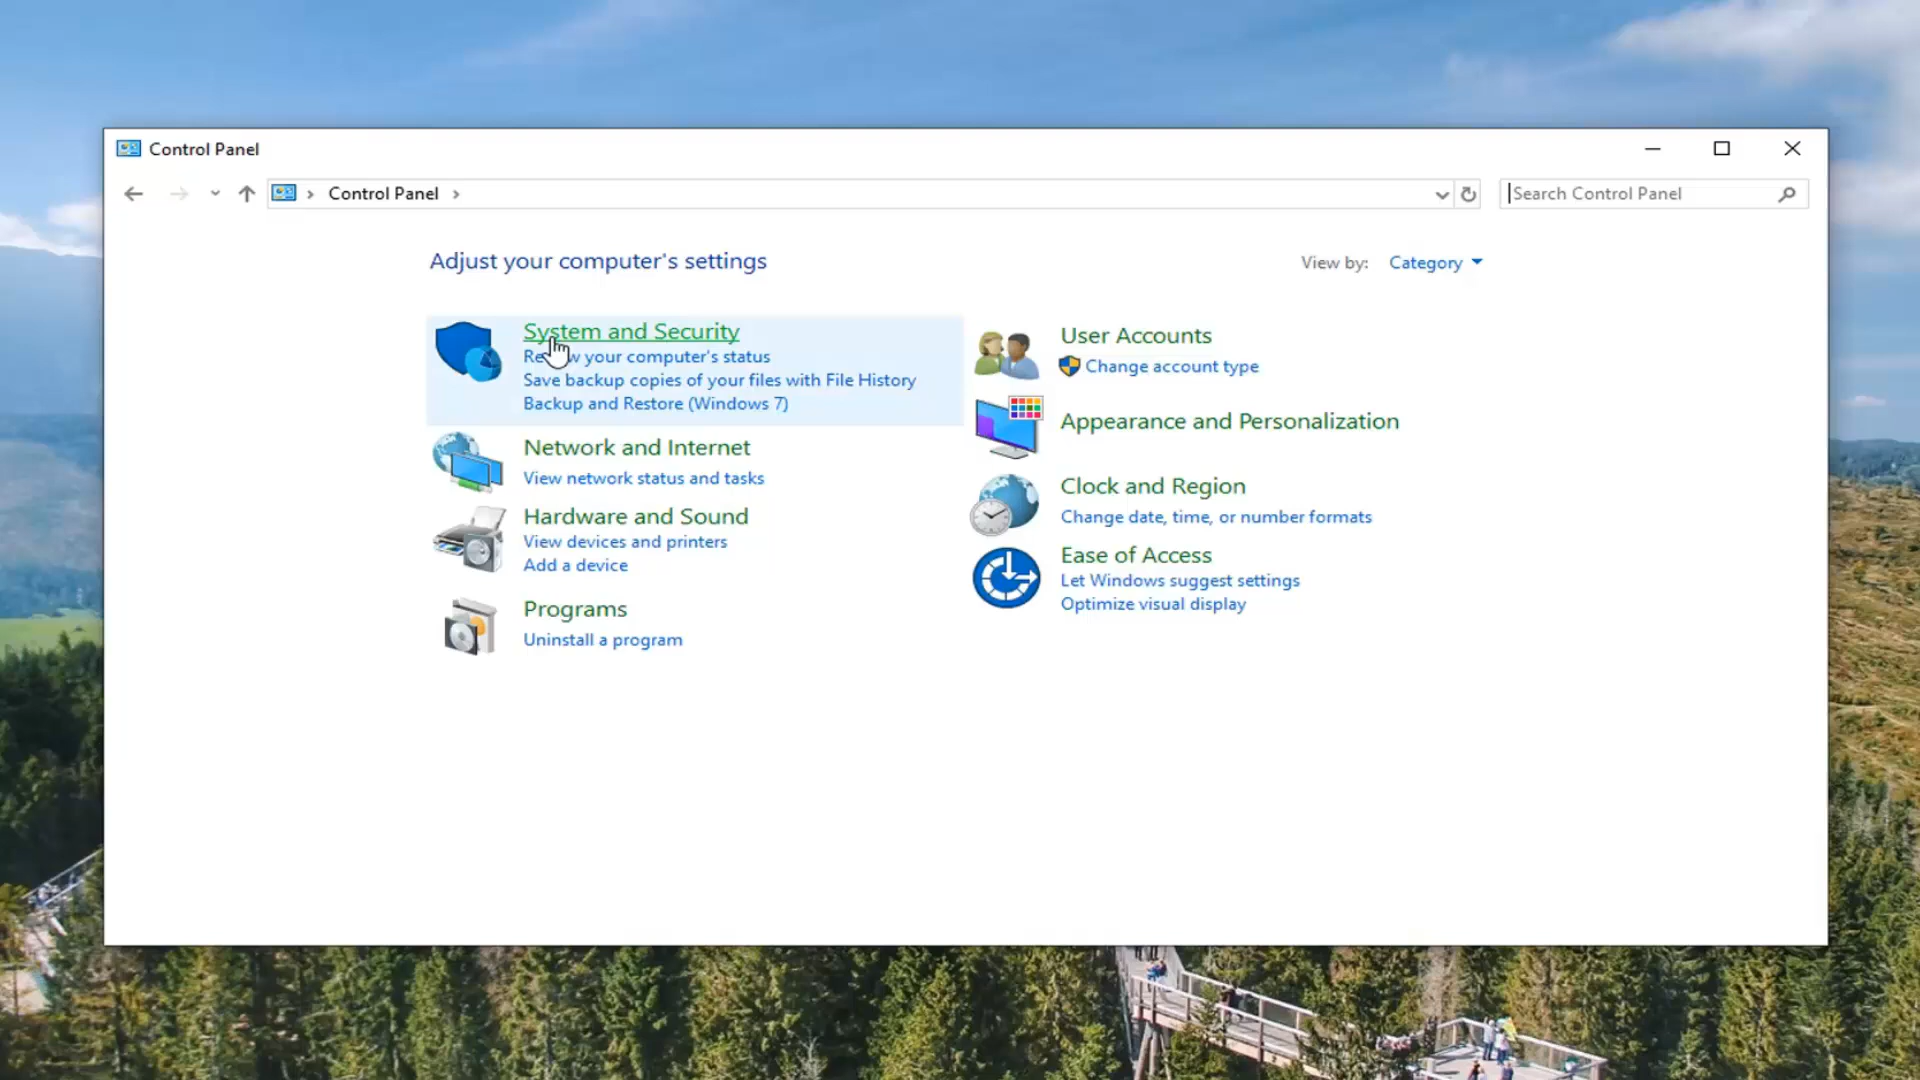 Control Panel
Control Panel
Search Control Panel
Adjust your computer's settings
View by: Category
System and Security
your computer's status
Save backup copies of your files with File History
Backup and Restore (Windows 7)
Network and Internet
View network status and tasks
Hardware and Sound
View devices and printers
Add a device
Programs
Uninstall a program
User Accounts
Change account type
Appearance and Personalization
Clock and Region
Change date, time, or number formats
Ease of Access
Let Windows suggest settings
Optimize visual display